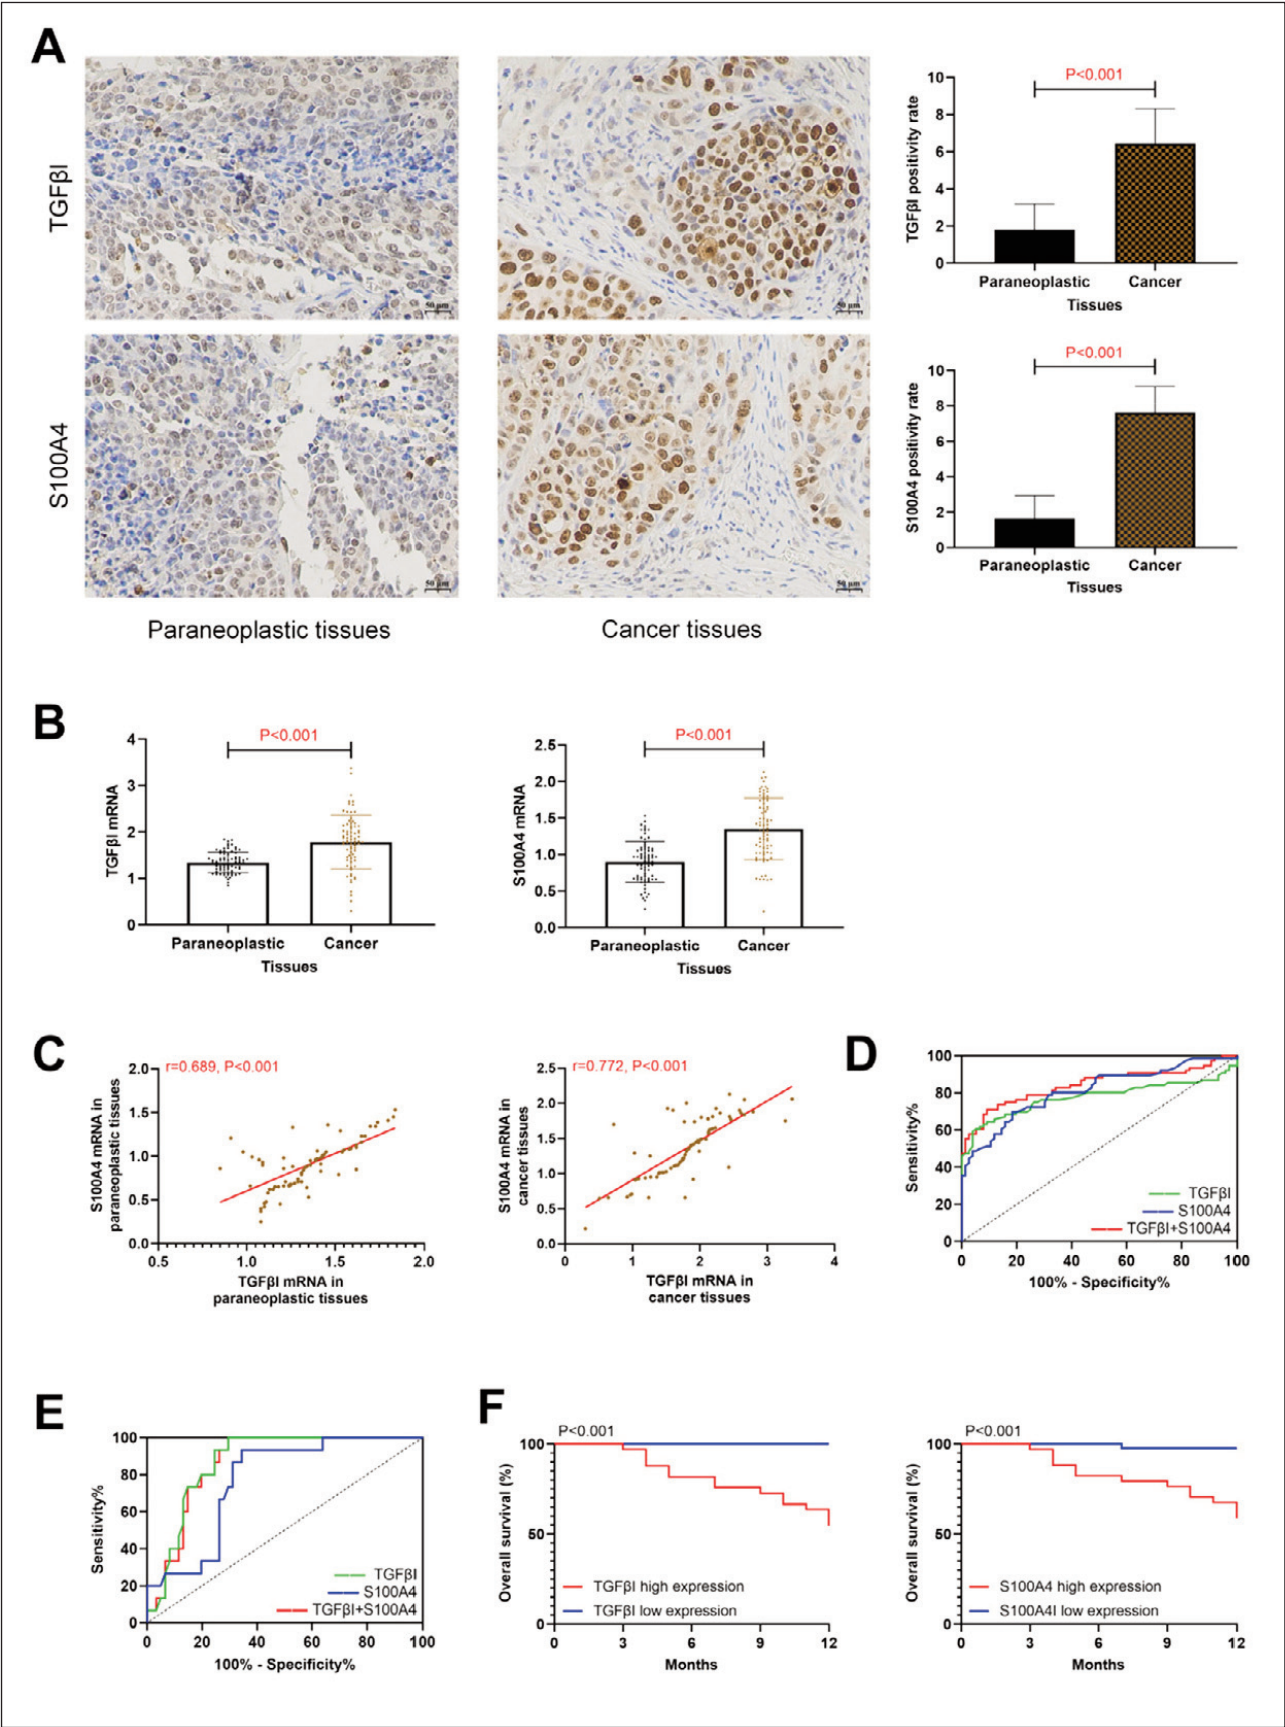 A
TGFβI
50 μm
50 μm
10
8
6
4
2
0
TGFβI positivity rate
P<0.001
Paraneoplastic
Cancer
Tissues
S100A4
50 μm
50 μm
Paraneoplastic tissues
Cancer tissues
10
8
6
4
2
0
S100A4 positivity rate
P<0.001
Paraneoplastic
Cancer
Tissues
B
4
3
2
1
0
TGFβI mRNA
P<0.001
Paraneoplastic
Cancer
Tissues
2.5
2.0
1.5
1.0
0.5
0.0
S100A4 mRNA
P<0.001
Paraneoplastic
Cancer
Tissues
C
r=0.689, P<0.001
2.0
1.5
1.0
0.5
0.0
S100A4 mRNA in
paraneoplastic tissues
0.5 1.0 1.5 2.0
TGFβI mRNA in
paraneoplastic tissues
r=0.772, P<0.001
2.5
2.0
1.5
1.0
0.5
0.0
S100A4 mRNA in
cancer tissues
0 1 2 3 4
TGFβI mRNA in
cancer tissues
D
100
80
60
40
20
0
Sensitivity%
TGFβI
S100A4
TGFβI+S100A4
0 20 40 60 80 100
100% - Specificity%
E
100
80
60
40
20
0
Sensitivity%
TGFβI
S100A4
TGFβI+S100A4
0 20 40 60 80 100
100% - Specificity%
F
P<0.001
100
50
0
Overall survival (%)
TGFβI high expression
TGFβI low expression
0 3 6 9 12
Months
P<0.001
100
50
0
Overall survival (%)
S100A4 high expression
S100A4I low expression
0 3 6 9 12
Months